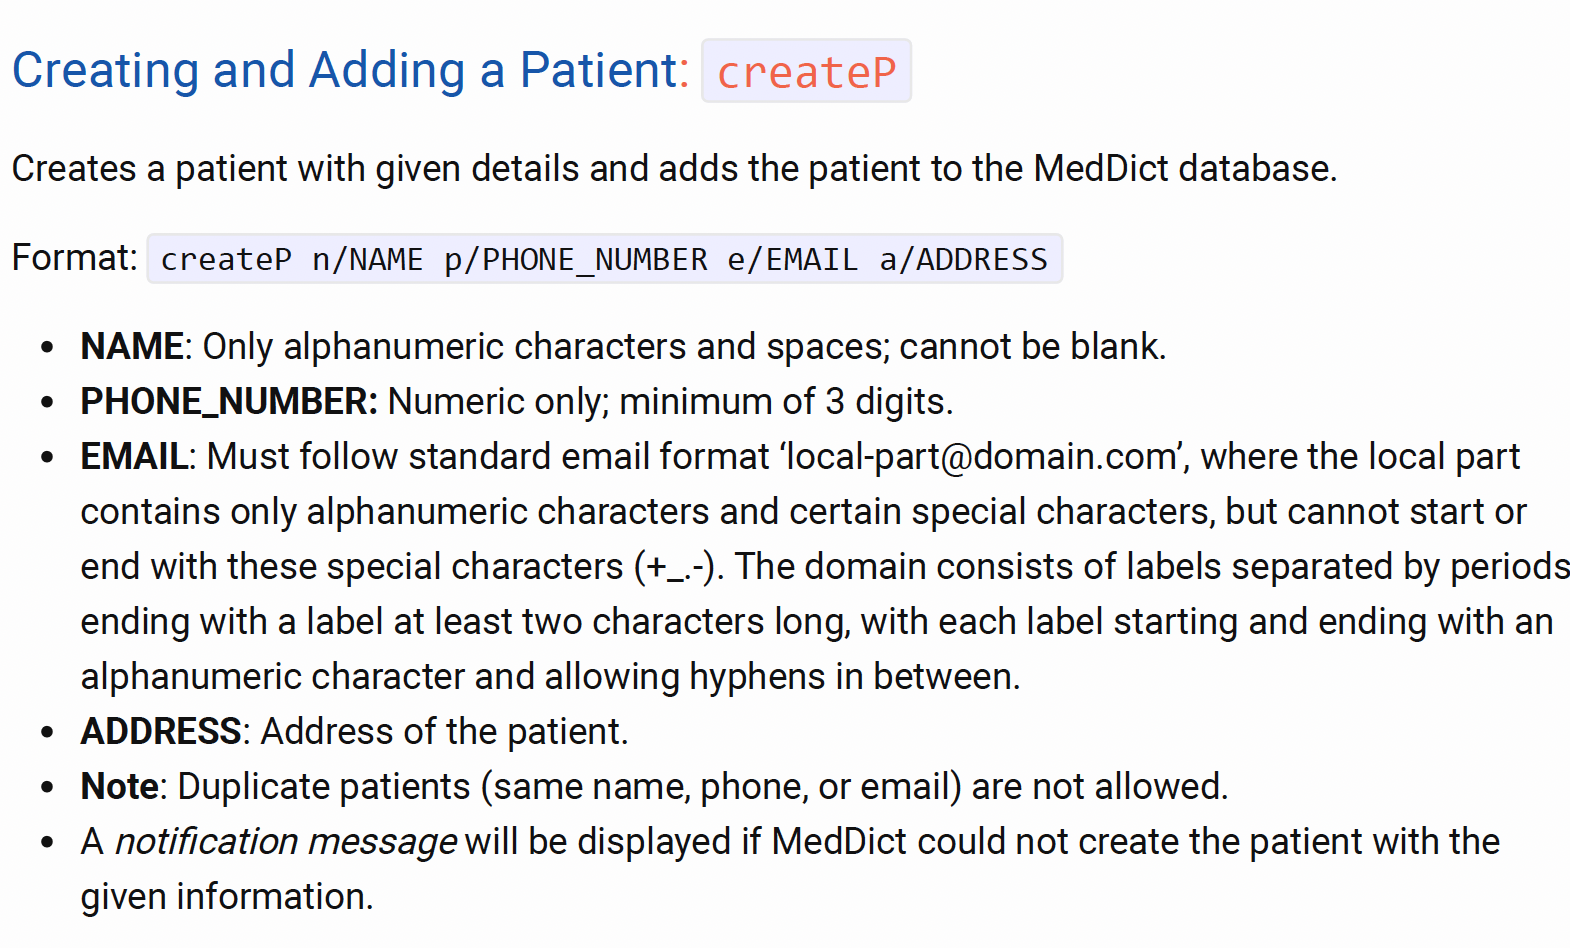 Creating and Adding a Patient: createP
Creates a patient with given details and adds the patient to the MedDict database.
Format: createP n/NAME p/PHONE_NUMBER e/EMAIL a/ADDRESS
• NAME: Only alphanumeric characters and spaces; cannot be blank.
• PHONE_NUMBER: Numeric only; minimum of 3 digits.
• EMAIL: Must follow standard email format ‘local-part@domain.com’, where the local part
contains only alphanumeric characters and certain special characters, but cannot start or
end with these special characters (+_.-). The domain consists of labels separated by periods
ending with a label at least two characters long, with each label starting and ending with an
alphanumeric character and allowing hyphens in between.
• ADDRESS: Address of the patient.
• Note: Duplicate patients (same name, phone, or email) are not allowed.
• A notification message will be displayed if MedDict could not create the patient with the
given information.